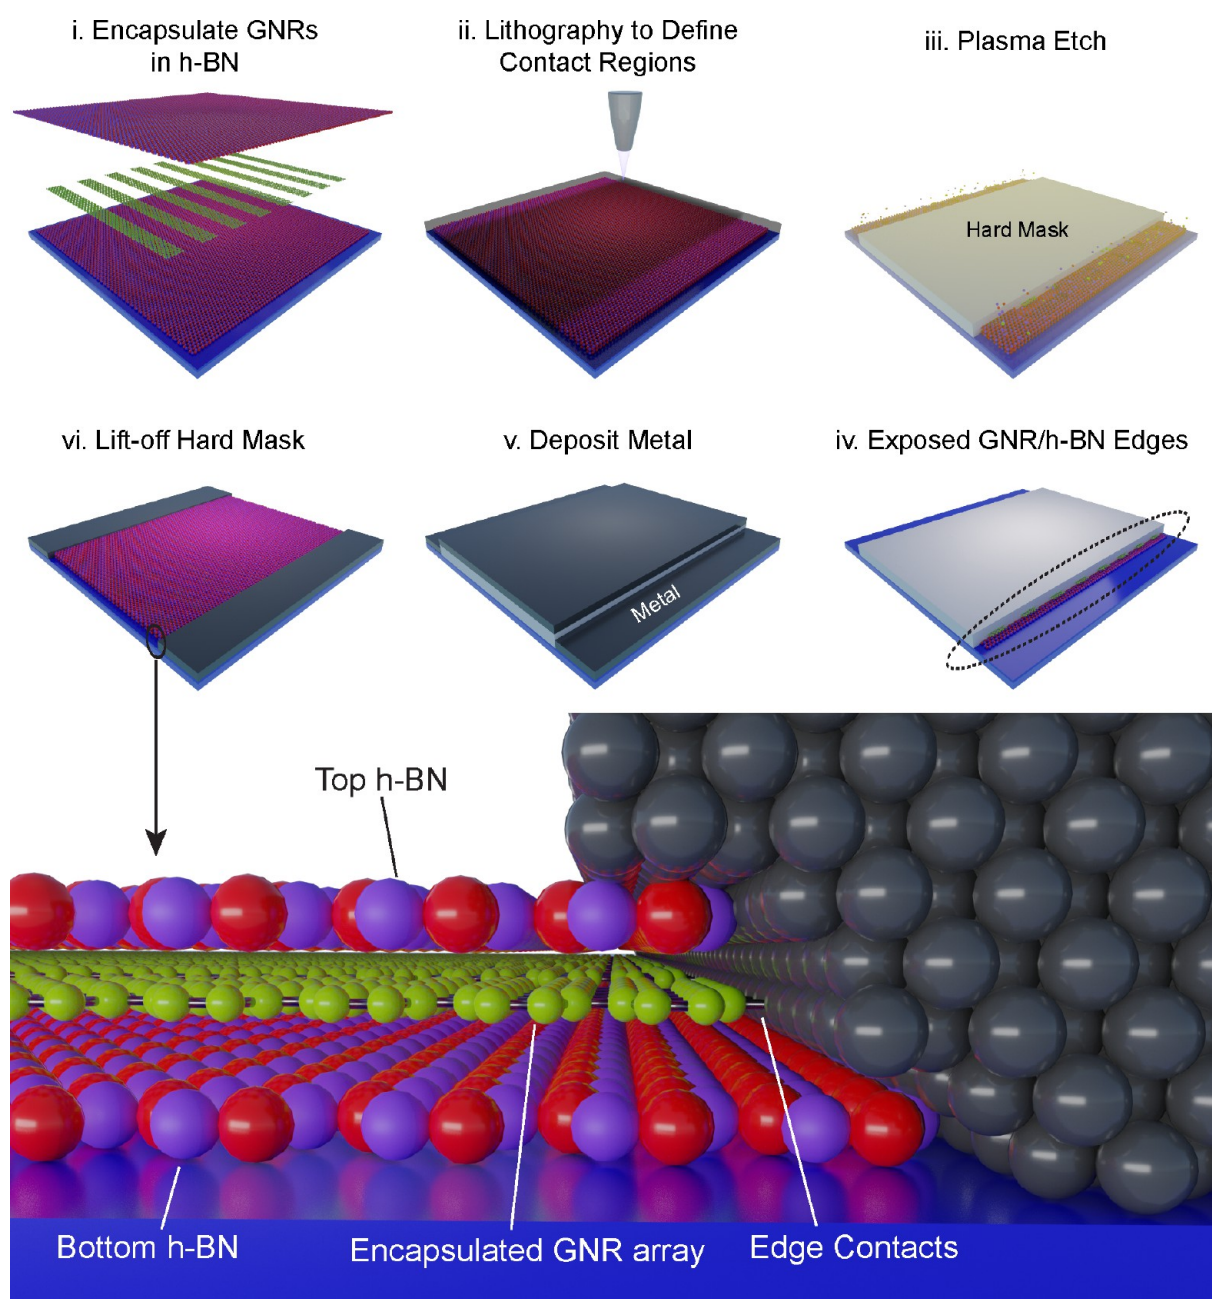 i. Encapsulate GNRs
in h-BN
ii. Lithography to Define
Contact Regions
iii. Plasma Etch
Hard Mask
vi. Lift-off Hard Mask
v. Deposit Metal
iv. Exposed GNR/h-BN Edges
Metal
Top h-BN
Bottom h-BN
Encapsulated GNR array
Edge Contacts